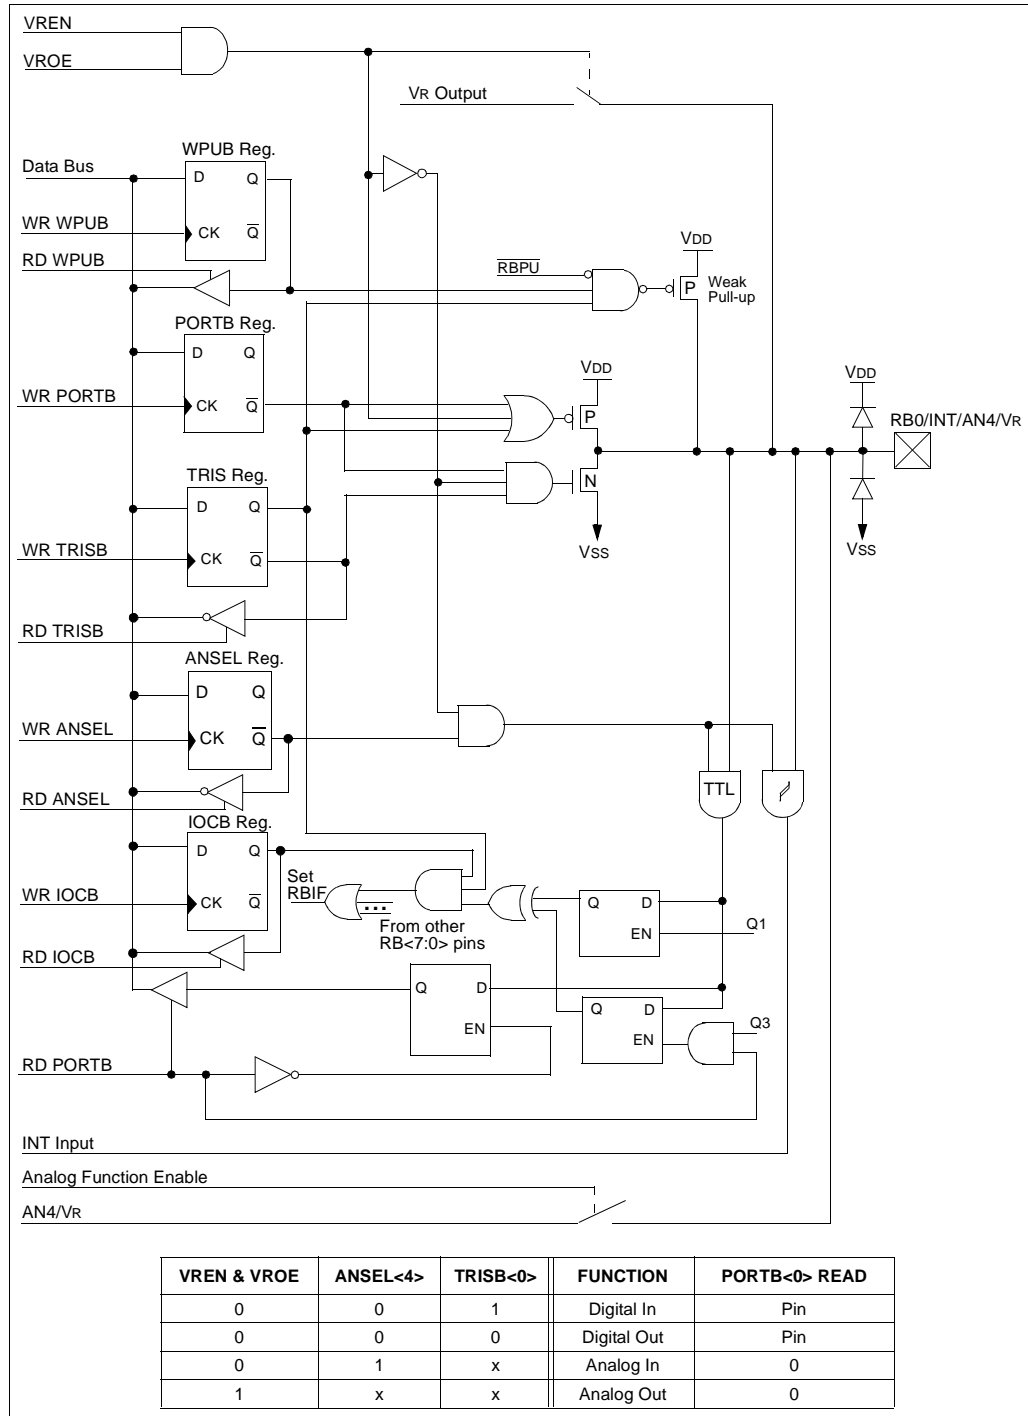 VREN
VROE
VR Output
WPUB Reg.
Data Bus
D Q
WR WPUB
CK Q
RD WPUB
RBPU
VDD
P
Weak
Pull-up
PORTB Reg.
D Q
WR PORTB
CK Q
VDD
P
VDD
RB0/INT/AN4/VR
TRIS Reg.
D Q
N
WR TRISB
CK Q
VSS
VSS
RD TRISB
ANSEL Reg.
D Q
WR ANSEL
CK Q
RD ANSEL
TTL
IOCB Reg.
D Q
WR IOCB
CK Q
Set
RBIF
...
From other
RB<7:0> pins
Q D
EN
Q1
RD IOCB
Q D
EN
Q D
EN
Q3
RD PORTB
INT Input
Analog Function Enable
AN4/VR
VREN & VROE ANSEL<4> TRISB<0> FUNCTION PORTB<0> READ
0 0 1 Digital In Pin
0 0 0 Digital Out Pin
0 1 x Analog In 0
1 x x Analog Out 0